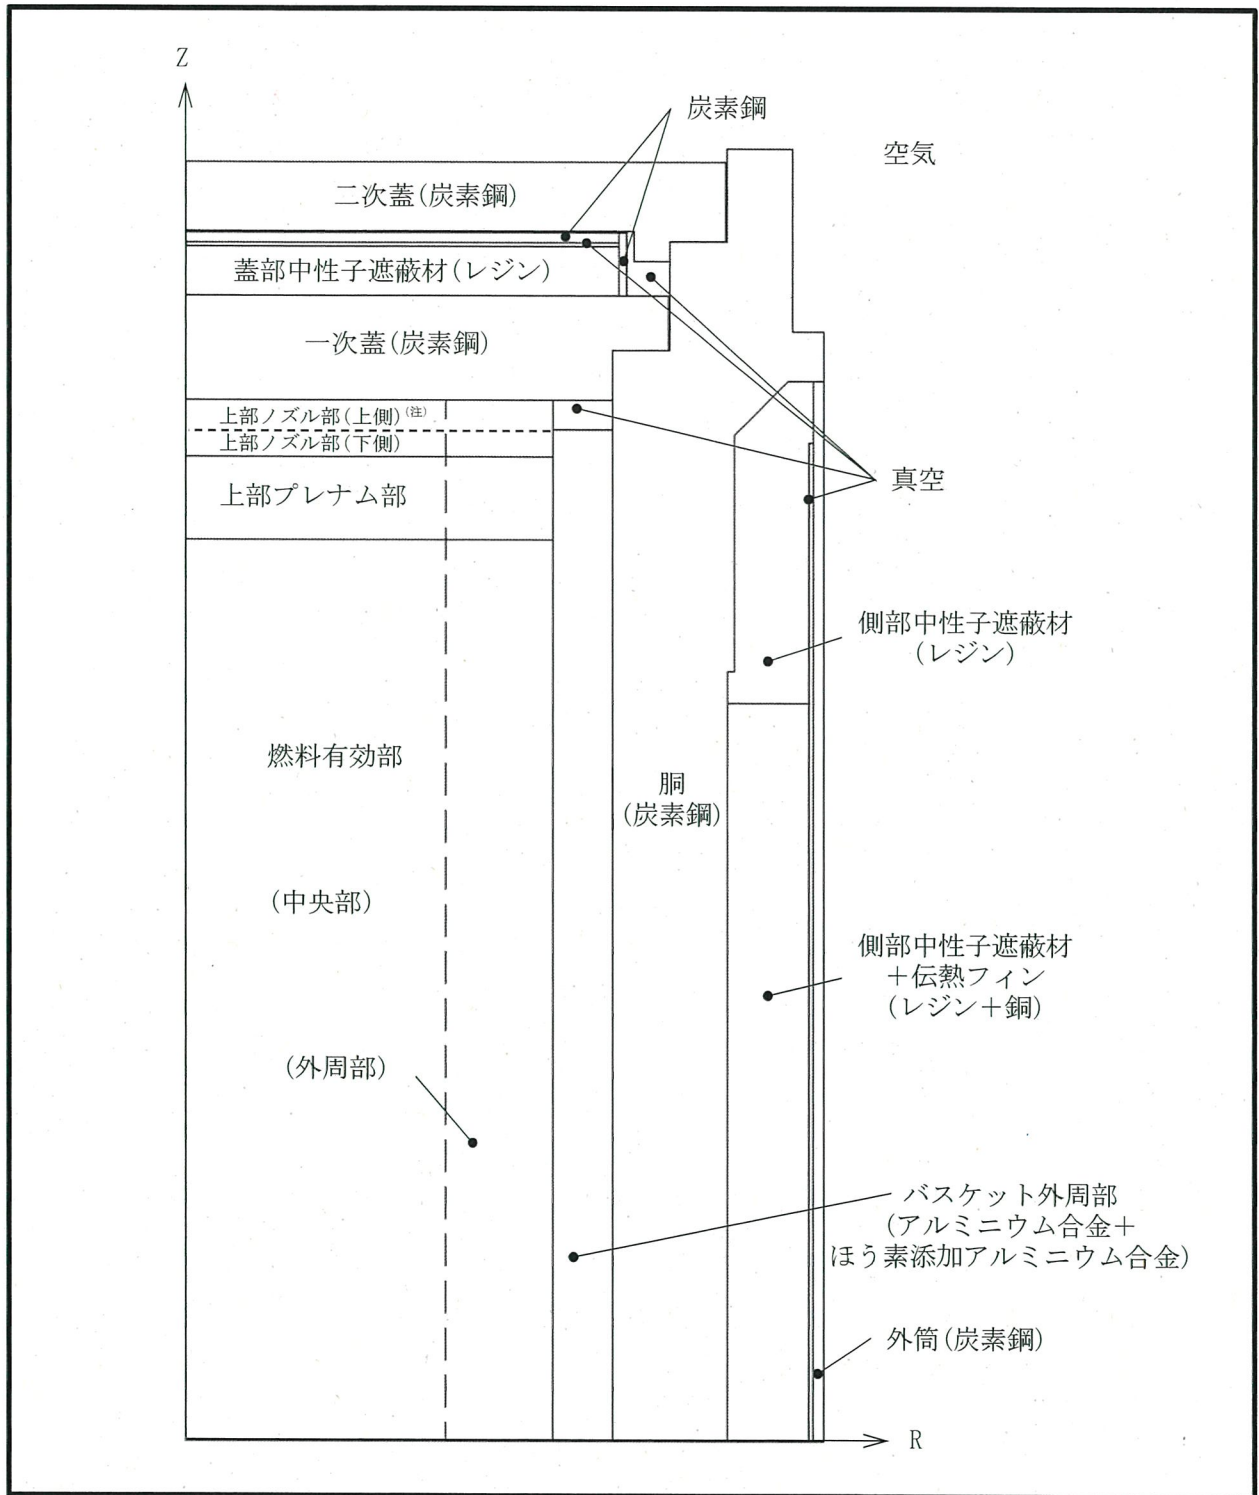 Z
炭素鋼
空気
二次蓋(炭素鋼)
蓋部中性子遮蔽材(レジン)
一次蓋(炭素鋼)
上部ノズル部(上側)(注)
上部ノズル部(下側)
上部プレナム部
真空
側部中性子遮蔽材
(レジン)
燃料有効部
胴
(炭素鋼)
(中央部)
側部中性子遮蔽材
+伝熱フィン
(レジン+銅)
(外周部)
バスケット外周部
(アルミニウム合金+
ほう素添加アルミニウム合金)
外筒(炭素鋼)
R